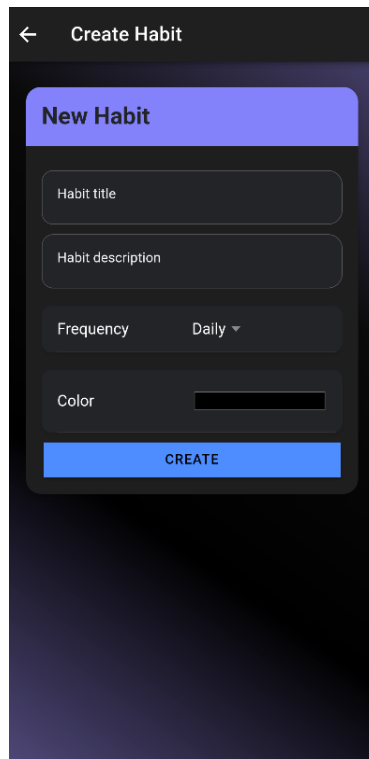 Create Habit
New Habit
Habit title
Habit description
Frequency Daily
Color
CREATE